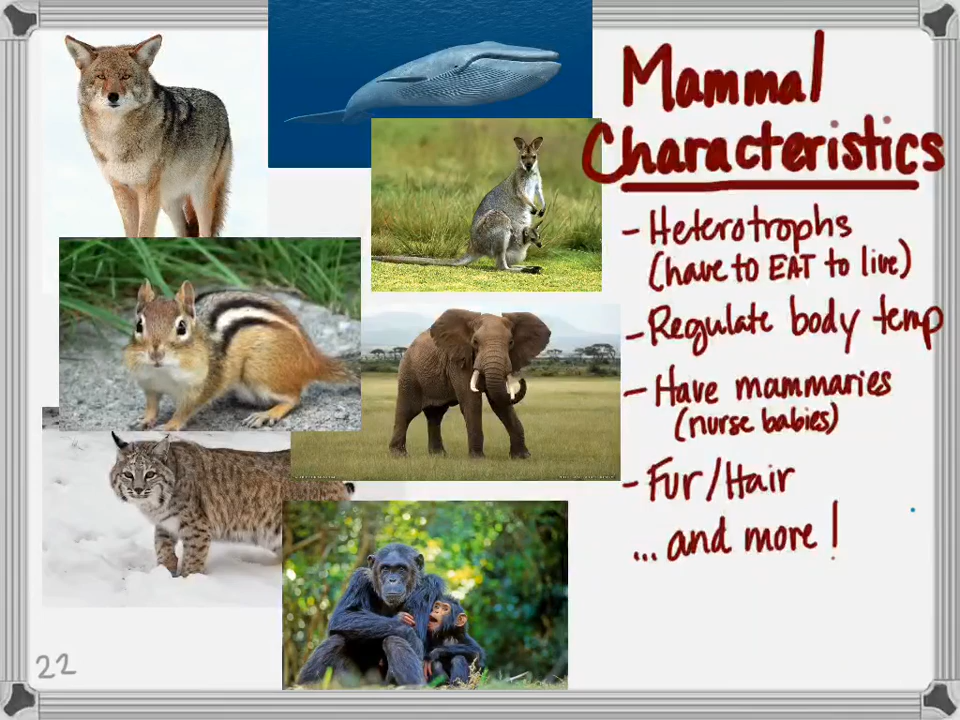 Mammal
Characteristics
- Heterotrophs
(have to EAT to live)
- Regulate body temp
- Have mammaries
(nurse babies)
- Fur/Hair
... and more!
22